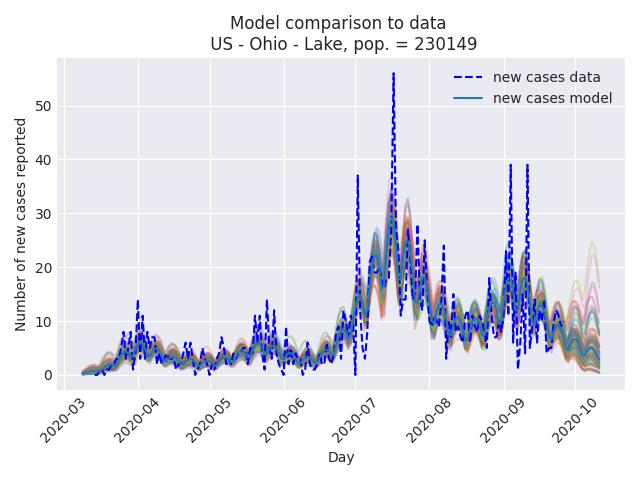 Model comparison to data
US - Ohio - Lake, pop. = 230149
new cases data
new cases model
Number of new cases reported
50
40
30
20
10
0
2020-03
2020-04
2020-05
2020-06
2020-07
2020-08
2020-09
2020-10
Day